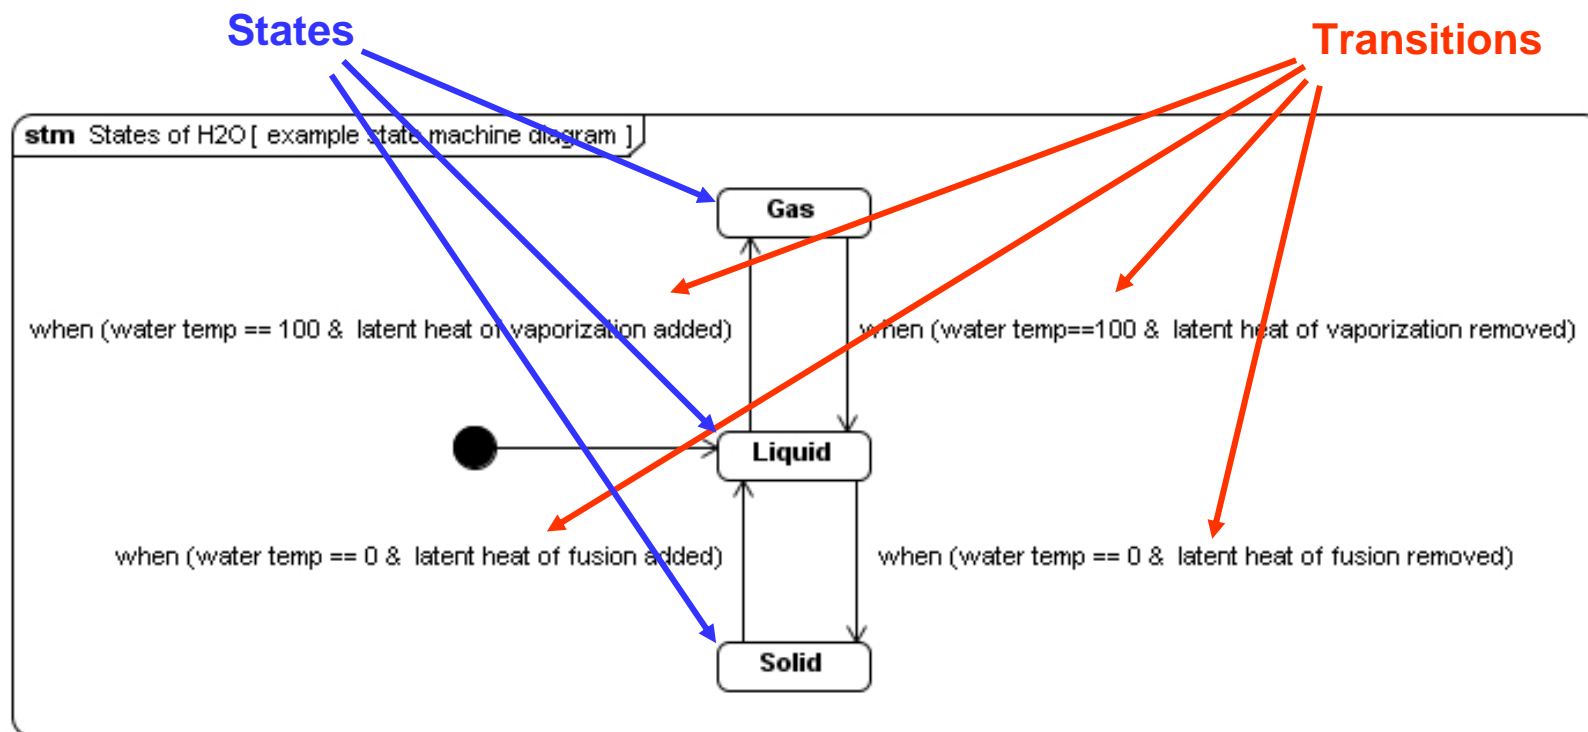 States
Transitions
stm States of H2O [ example state machine diagram ]
Gas
when (water temp == 100 & latent heat of vaporization added)
when (water temp==100 & latent heat of vaporization removed)
Liquid
when (water temp == 0 & latent heat of fusion added)
when (water temp == 0 & latent heat of fusion removed)
Solid